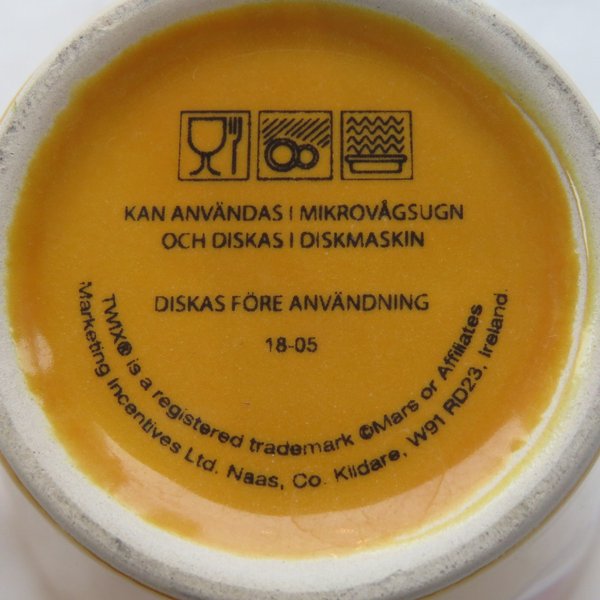 KAN ANVÄNDAS I MIKROVÅGSUGN
OCH DISKAS I DISKMASKIN
DISKAS FÖRE ANVÄNDNING
18-05
TWIX® is a registered trademark ©Mars or Affiliates
Marketing Incentives Ltd. Naas, Co. Kildare, W91 RD23, Ireland.